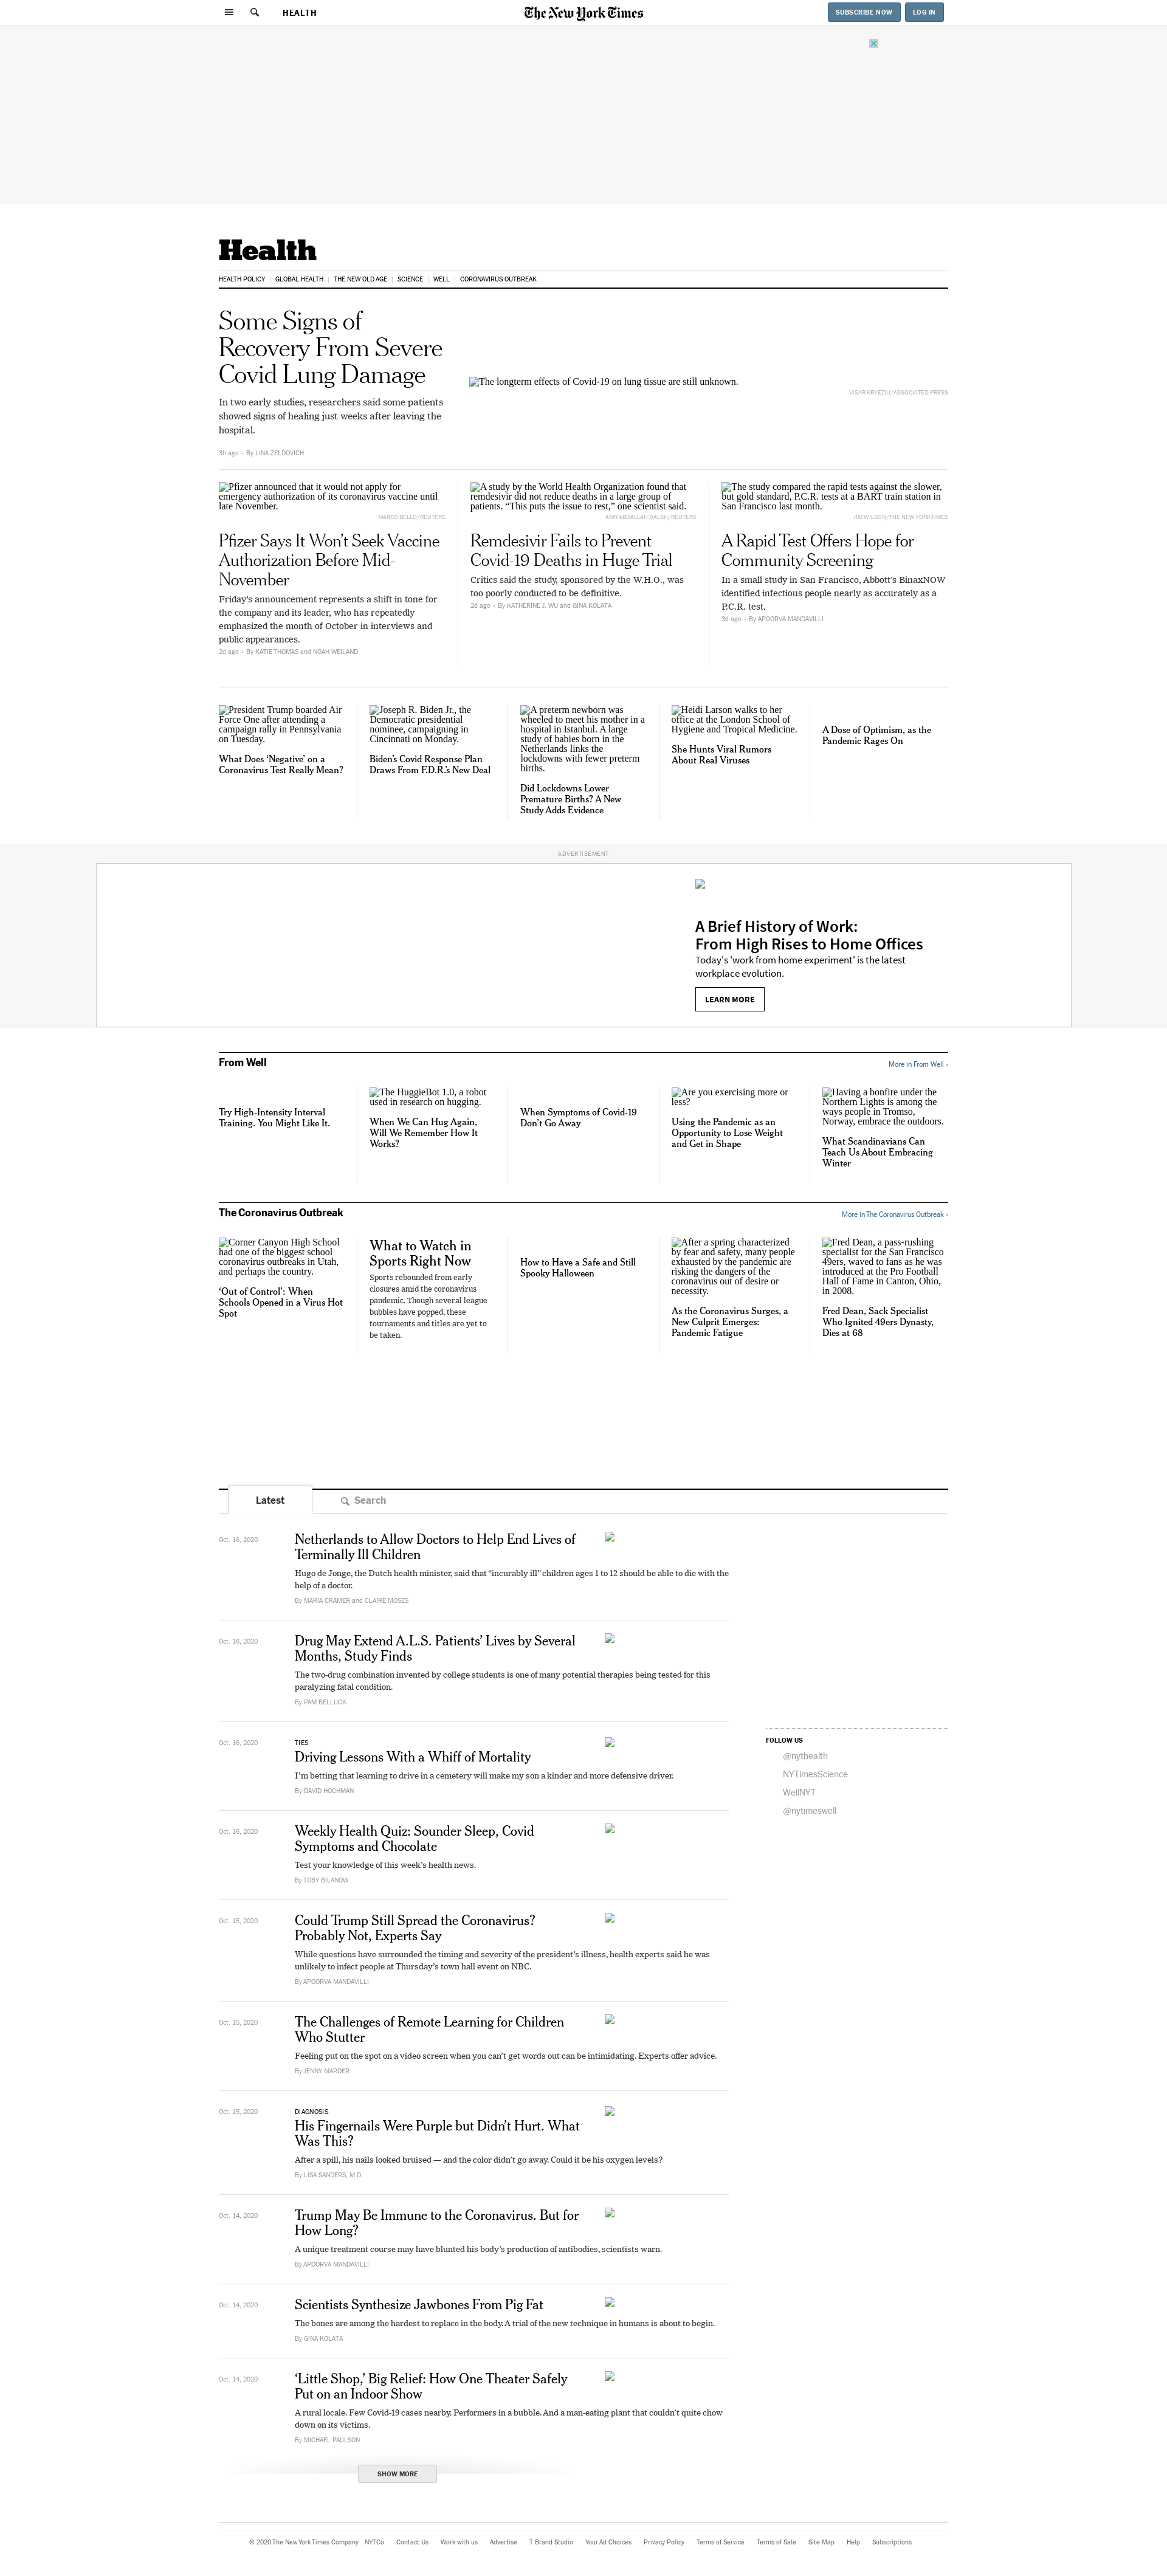 HEALTH
The New York Times
SUBSCRIBE NOW
LOG IN
Health
HEALTH POLICY
GLOBAL HEALTH
THE NEW OLD AGE
SCIENCE
WELL
CORONAVIRUS OUTBREAK
Some Signs of
Recovery From Severe
Covid Lung Damage
In two early studies, researchers said some patients
showed signs of healing just weeks after leaving the
hospital.
3h ago - By LINA ZELDOVICH
The longterm effects of Covid-19 on lung tissue are still unknown.
VISAR KRYEZIU/ASSOCIATED PRESS
Pfizer announced that it would not apply for
emergency authorization of its coronavirus vaccine until
late November.
MARCO BELLO/REUTERS
Pfizer Says It Won’t Seek Vaccine
Authorization Before Mid-
November
Friday’s announcement represents a shift in tone for
the company and its leader, who has repeatedly
emphasized the month of October in interviews and
public appearances.
2d ago - By KATIE THOMAS and NOAH WEILAND
A study by the World Health Organization found that
remdesivir did not reduce deaths in a large group of
patients. “This puts the issue to rest,” one scientist said.
AMR ABDALLAH DALSH/REUTERS
Remdesivir Fails to Prevent
Covid-19 Deaths in Huge Trial
Critics said the study, sponsored by the W.H.O., was
too poorly conducted to be definitive.
2d ago - By KATHERINE J. WU and GINA KOLATA
The study compared the rapid tests against the slower,
but gold standard, P.C.R. tests at a BART train station in
San Francisco last month.
JIM WILSON/THE NEW YORK TIMES
A Rapid Test Offers Hope for
Community Screening
In a small study in San Francisco, Abbott’s BinaxNOW
identified infectious people nearly as accurately as a
P.C.R. test.
3d ago - By APOORVA MANDAVILLI
President Trump boarded Air
Force One after attending a
campaign rally in Pennsylvania
on Tuesday.
What Does ‘Negative’ on a
Coronavirus Test Really Mean?
Joseph R. Biden Jr., the
Democratic presidential
nominee, campaigning in
Cincinnati on Monday.
Biden’s Covid Response Plan
Draws From F.D.R.’s New Deal
A preterm newborn was
wheeled to meet his mother in a
hospital in Istanbul. A large
study of babies born in the
Netherlands links the
lockdowns with fewer preterm
births.
Did Lockdowns Lower
Premature Births? A New
Study Adds Evidence
Heidi Larson walks to her
office at the London School of
Hygiene and Tropical Medicine.
She Hunts Viral Rumors
About Real Viruses
A Dose of Optimism, as the
Pandemic Rages On
ADVERTISEMENT
A Brief History of Work:
From High Rises to Home Offices
Today's 'work from home experiment' is the latest
workplace evolution.
LEARN MORE
From Well
More in From Well ›
Try High-Intensity Interval
Training. You Might Like It.
The HuggieBot 1.0, a robot
used in research on hugging.
When We Can Hug Again,
Will We Remember How It
Works?
When Symptoms of Covid-19
Don’t Go Away
Are you exercising more or
less?
Using the Pandemic as an
Opportunity to Lose Weight
and Get in Shape
Having a bonfire under the
Northern Lights is among the
ways people in Tromso,
Norway, embrace the outdoors.
What Scandinavians Can
Teach Us About Embracing
Winter
The Coronavirus Outbreak
More in The Coronavirus Outbreak ›
Corner Canyon High School
had one of the biggest school
coronavirus outbreaks in Utah,
and perhaps the country.
‘Out of Control’: When
Schools Opened in a Virus Hot
Spot
What to Watch in
Sports Right Now
Sports rebounded from early
closures amid the coronavirus
pandemic. Though several league
bubbles have popped, these
tournaments and titles are yet to
be taken.
How to Have a Safe and Still
Spooky Halloween
After a spring characterized
by fear and safety, many people
exhausted by the pandemic are
risking the dangers of the
coronavirus out of desire or
necessity.
As the Coronavirus Surges, a
New Culprit Emerges:
Pandemic Fatigue
Fred Dean, a pass-rushing
specialist for the San Francisco
49ers, waved to fans as he was
introduced at the Pro Football
Hall of Fame in Canton, Ohio,
in 2008.
Fred Dean, Sack Specialist
Who Ignited 49ers Dynasty,
Dies at 68
Latest
Search
Oct. 16, 2020
Netherlands to Allow Doctors to Help End Lives of
Terminally Ill Children
Hugo de Jonge, the Dutch health minister, said that “incurably ill” children ages 1 to 12 should be able to die with the
help of a doctor.
By MARIA CRAMER and CLAIRE MOSES
Oct. 16, 2020
Drug May Extend A.L.S. Patients’ Lives by Several
Months, Study Finds
The two-drug combination invented by college students is one of many potential therapies being tested for this
paralyzing fatal condition.
By PAM BELLUCK
Oct. 16, 2020
TIES
Driving Lessons With a Whiff of Mortality
I’m betting that learning to drive in a cemetery will make my son a kinder and more defensive driver.
By DAVID HOCHMAN
FOLLOW US
@nythealth
NYTimesScience
WellNYT
@nytimeswell
Oct. 16, 2020
Weekly Health Quiz: Sounder Sleep, Covid
Symptoms and Chocolate
Test your knowledge of this week’s health news.
By TOBY BILANOW
Oct. 15, 2020
Could Trump Still Spread the Coronavirus?
Probably Not, Experts Say
While questions have surrounded the timing and severity of the president’s illness, health experts said he was
unlikely to infect people at Thursday’s town hall event on NBC.
By APOORVA MANDAVILLI
Oct. 15, 2020
The Challenges of Remote Learning for Children
Who Stutter
Feeling put on the spot on a video screen when you can’t get words out can be intimidating. Experts offer advice.
By JENNY MARDER
Oct. 15, 2020
DIAGNOSIS
His Fingernails Were Purple but Didn’t Hurt. What
Was This?
After a spill, his nails looked bruised — and the color didn’t go away. Could it be his oxygen levels?
By LISA SANDERS, M.D.
Oct. 14, 2020
Trump May Be Immune to the Coronavirus. But for
How Long?
A unique treatment course may have blunted his body’s production of antibodies, scientists warn.
By APOORVA MANDAVILLI
Oct. 14, 2020
Scientists Synthesize Jawbones From Pig Fat
The bones are among the hardest to replace in the body. A trial of the new technique in humans is about to begin.
By GINA KOLATA
Oct. 14, 2020
‘Little Shop,’ Big Relief: How One Theater Safely
Put on an Indoor Show
A rural locale. Few Covid-19 cases nearby. Performers in a bubble. And a man-eating plant that couldn’t quite chow
down on its victims.
By MICHAEL PAULSON
SHOW MORE
© 2020 The New York Times Company
NYTCo
Contact Us
Work with us
Advertise
T Brand Studio
Your Ad Choices
Privacy Policy
Terms of Service
Terms of Sale
Site Map
Help
Subscriptions